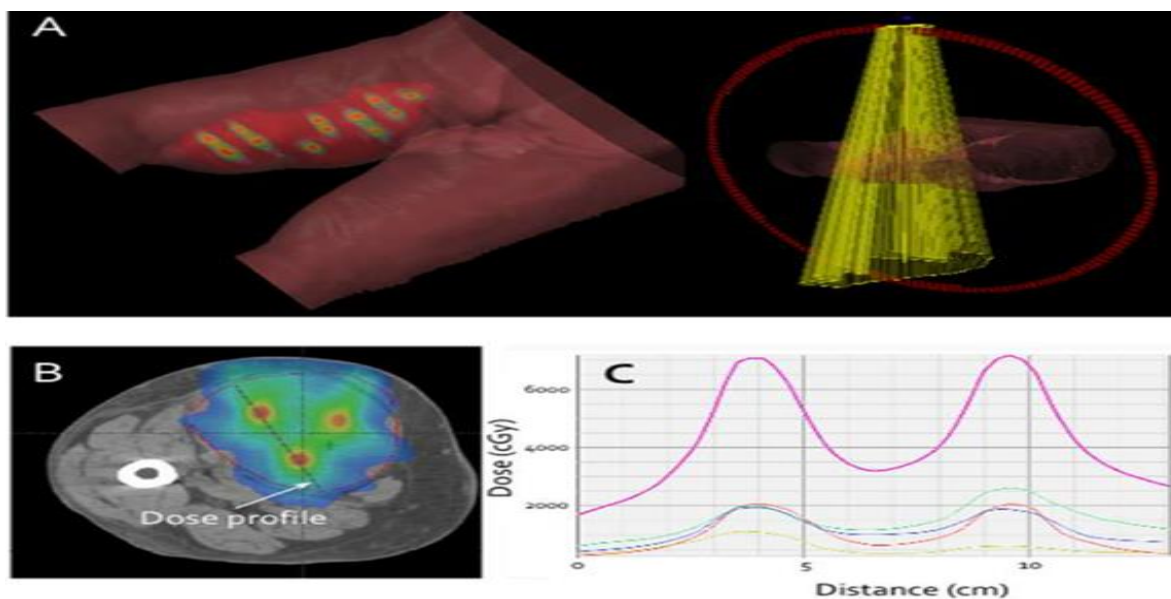 A
B
Dose profile
C
Dose (cGy)
6000
4000
2000
0
5
10
Distance (cm)